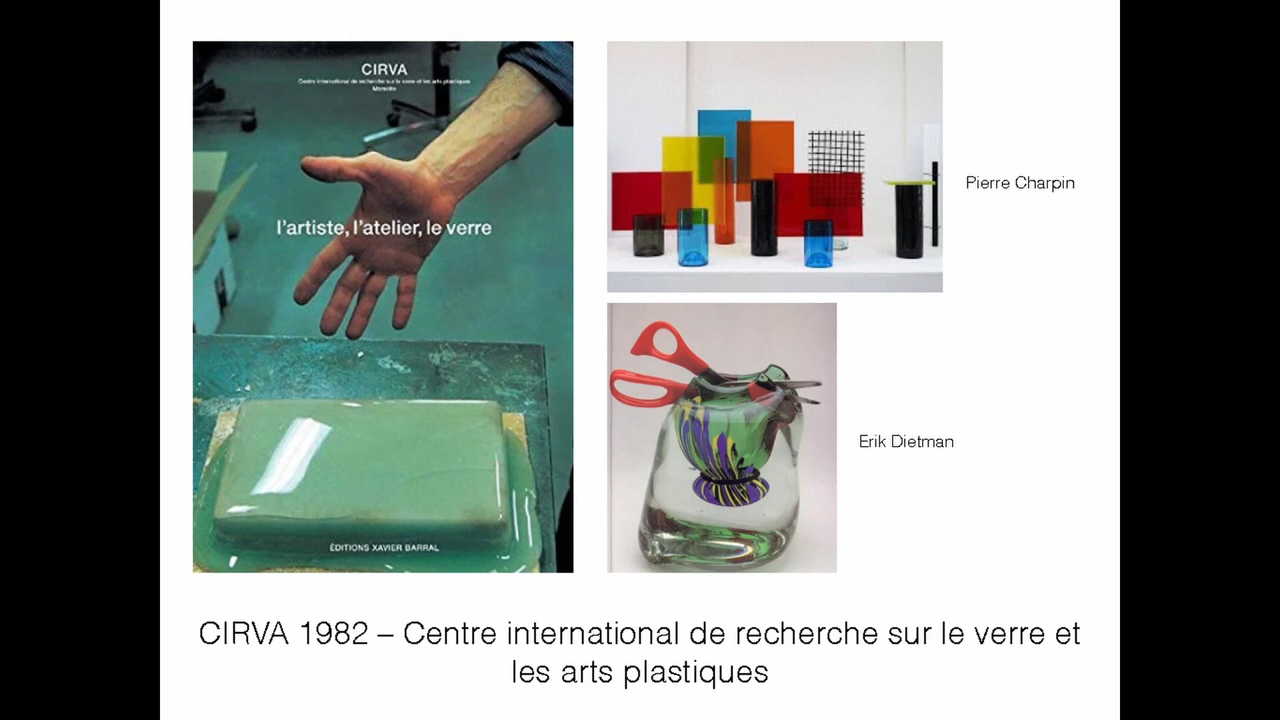 CIRVA
Centre international de recherche sur le verre et les arts plastiques
Marseille
l'artiste, l'atelier, le verre
ÉDITIONS XAVIER BARRAL
Pierre Charpin
Erik Dietman
CIRVA 1982 – Centre international de recherche sur le verre et
les arts plastiques